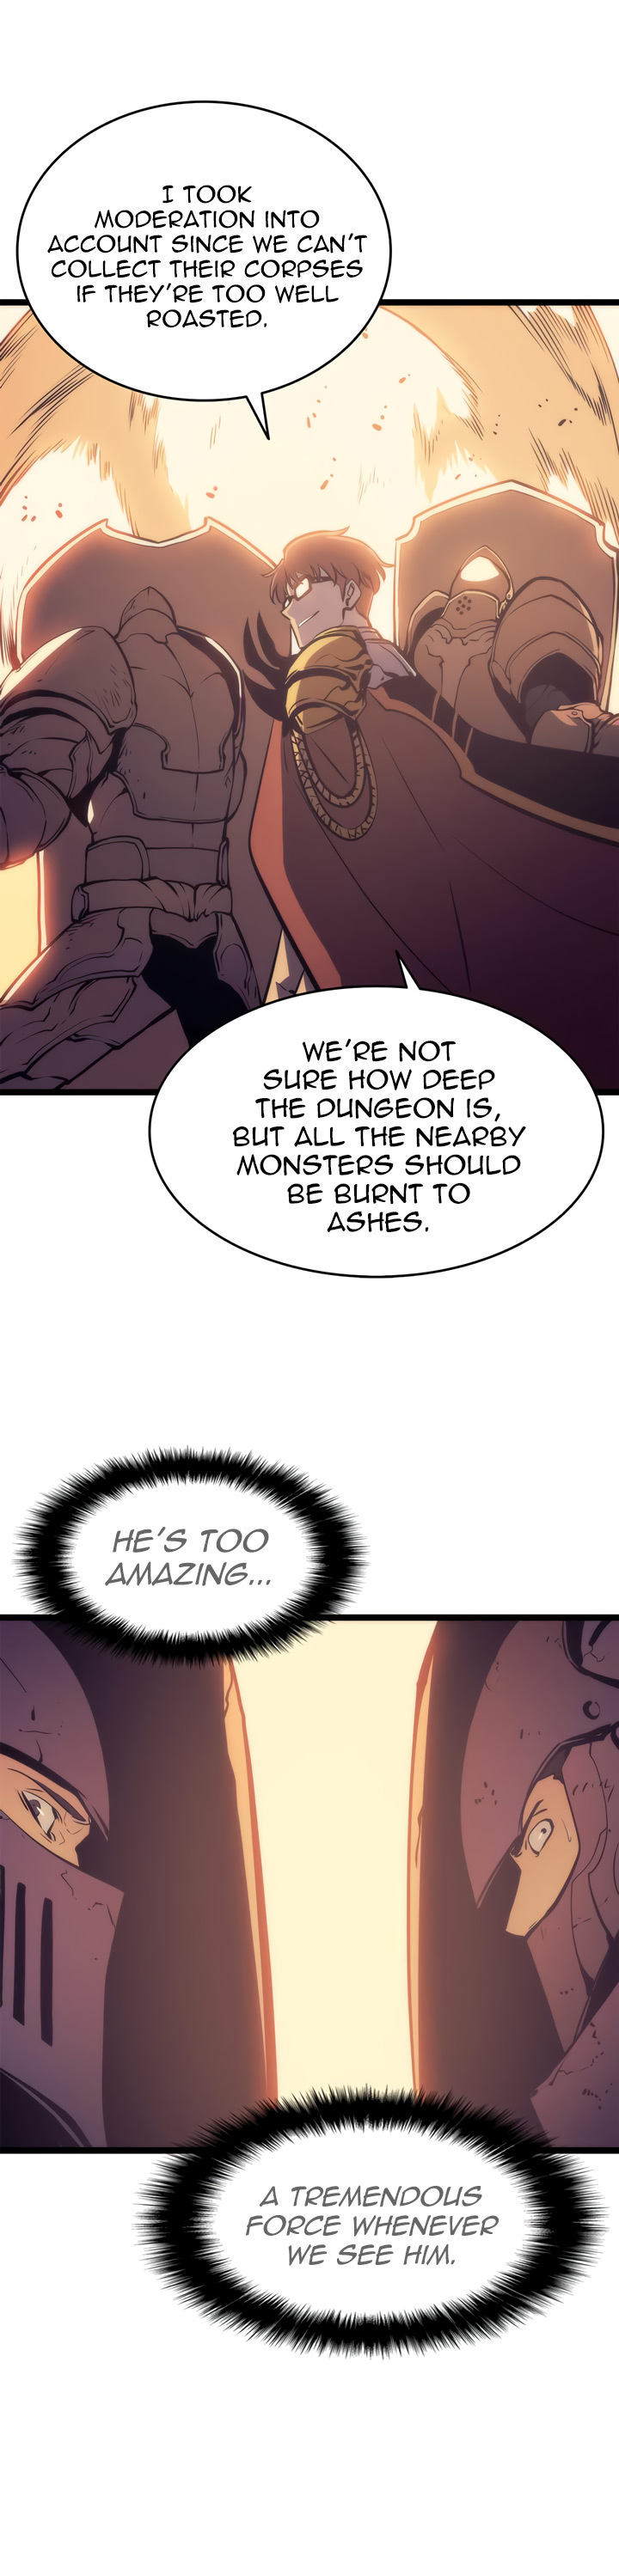 I TOOK
MODERATION INTO
ACCOUNT SINCE WE CAN'T
COLLECT THEIR CORPSES
IF THEY'RE TOO WELL
ROASTED.
WE'RE NOT
SURE HOW DEEP
THE DUNGEON IS,
BUT ALL THE NEARBY
MONSTERS SHOULD
BE BURNT TO
ASHES.
HE'S TOO
AMAZING...
A TREMENDOUS
FORCE WHENEVER
WE SEE HIM.